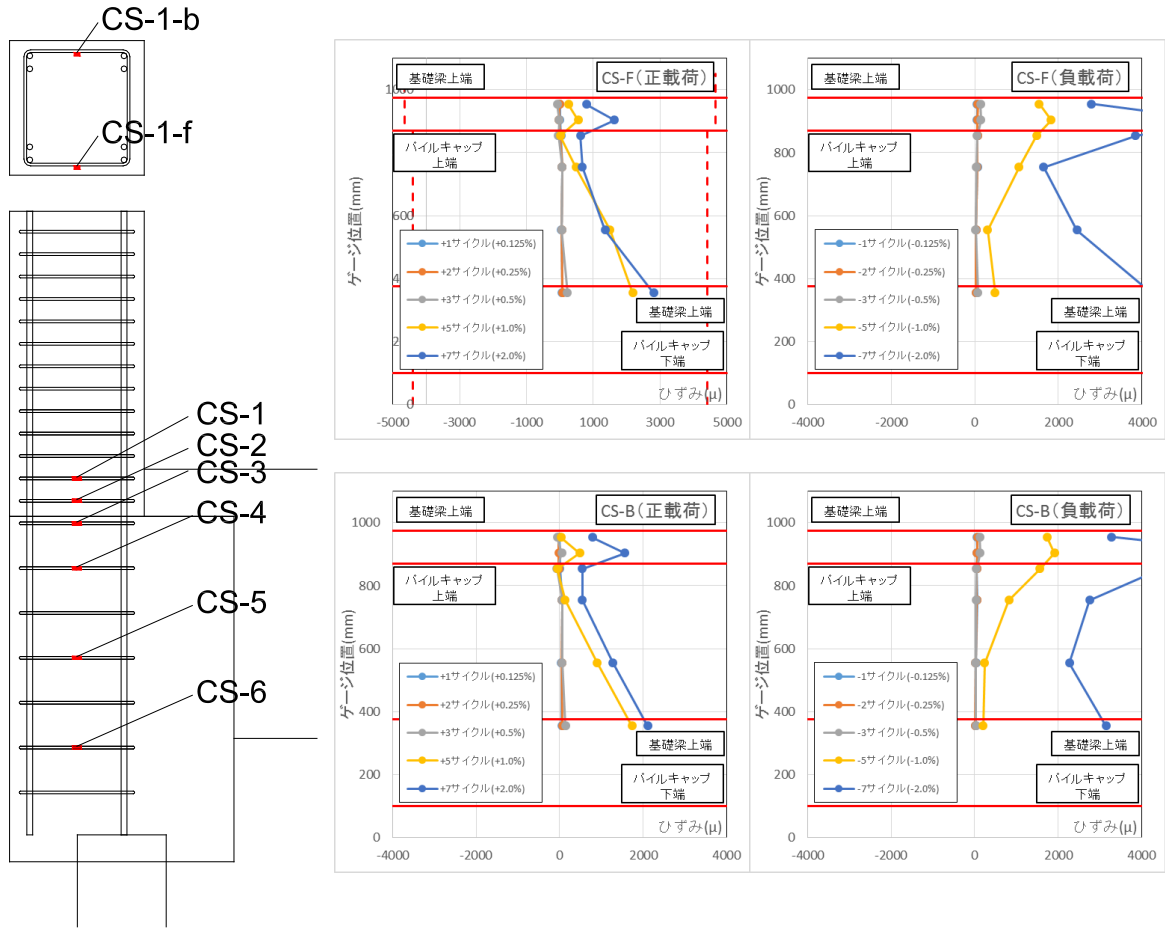 CS-1-b
CS-1-f
CS-1
CS-2
CS-3
CS-4
CS-5
CS-6
基礎梁上端
CS-F(正載荷)
パイルキャップ
上端
ゲージ位置(mm)
1000
800
600
400
200
0
+1サイクル(+0.125%)
+2サイクル(+0.25%)
+3サイクル(+0.5%)
+5サイクル(+1.0%)
+7サイクル(+2.0%)
基礎梁上端
パイルキャップ
下端
ひずみ(μ)
-5000 -3000 -1000 1000 3000 5000
基礎梁上端
CS-F(負載荷)
パイルキャップ
上端
ゲージ位置(mm)
1000
800
600
400
200
0
-1サイクル(-0.125%)
-2サイクル(-0.25%)
-3サイクル(-0.5%)
-5サイクル(-1.0%)
-7サイクル(-2.0%)
基礎梁上端
パイルキャップ
下端
ひずみ(μ)
-4000 -2000 0 2000 4000
基礎梁上端
CS-B(正載荷)
パイルキャップ
上端
ゲージ位置(mm)
1000
800
600
400
200
0
+1サイクル(+0.125%)
+2サイクル(+0.25%)
+3サイクル(+0.5%)
+5サイクル(+1.0%)
+7サイクル(+2.0%)
基礎梁上端
パイルキャップ
下端
ひずみ(μ)
-4000 -2000 0 2000 4000
基礎梁上端
CS-B(負載荷)
パイルキャップ
上端
ゲージ位置(mm)
1000
800
600
400
200
0
-1サイクル(-0.125%)
-2サイクル(-0.25%)
-3サイクル(-0.5%)
-5サイクル(-1.0%)
-7サイクル(-2.0%)
基礎梁上端
パイルキャップ
下端
ひずみ(μ)
-4000 -2000 0 2000 4000